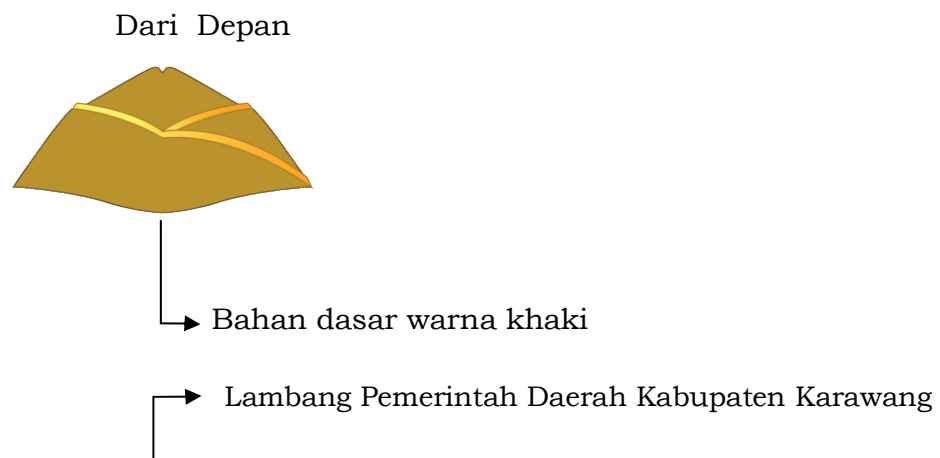 Dari Depan
Bahan dasar warna khaki
Lambang Pemerintah Daerah Kabupaten Karawang